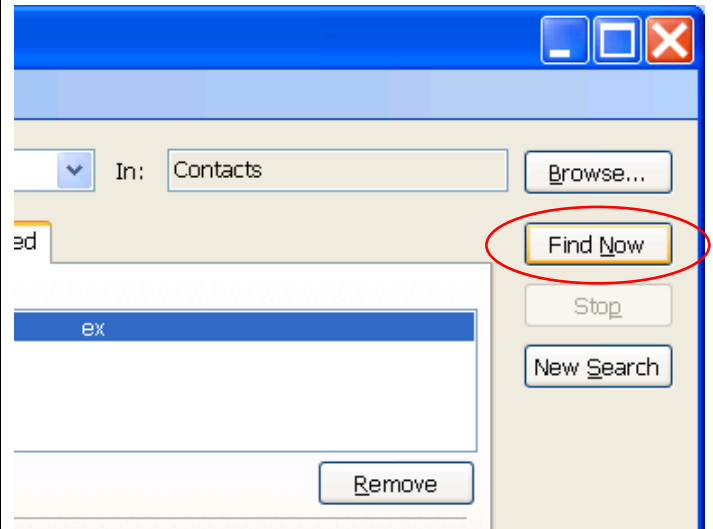 In: Contacts Browse...
ed Find Now
Stop
ex
New Search
Remove